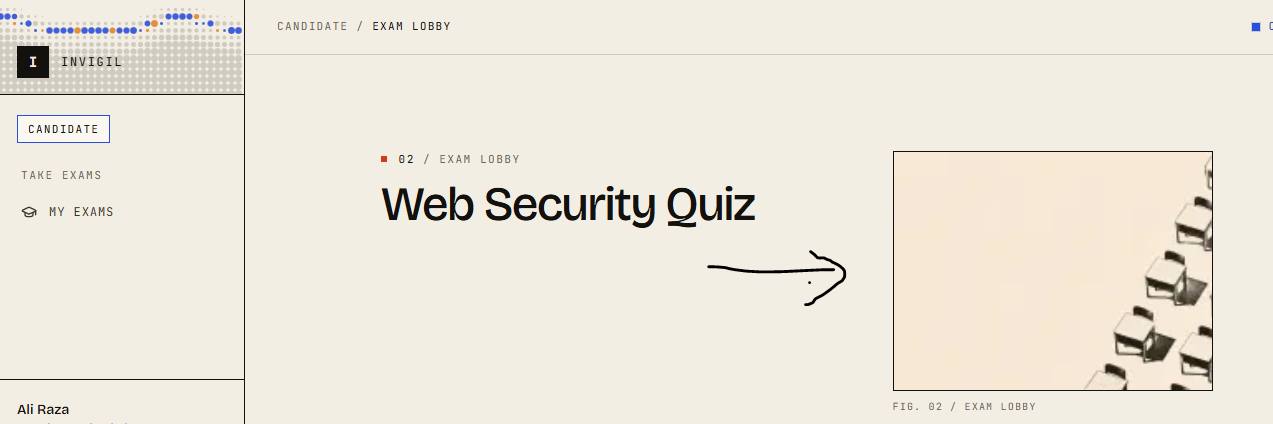 I INVIGIL
CANDIDATE / EXAM LOBBY
CANDIDATE
TAKE EXAMS
MY EXAMS
02 / EXAM LOBBY
Web Security Quiz
FIG. 02 / EXAM LOBBY
Ali Raza